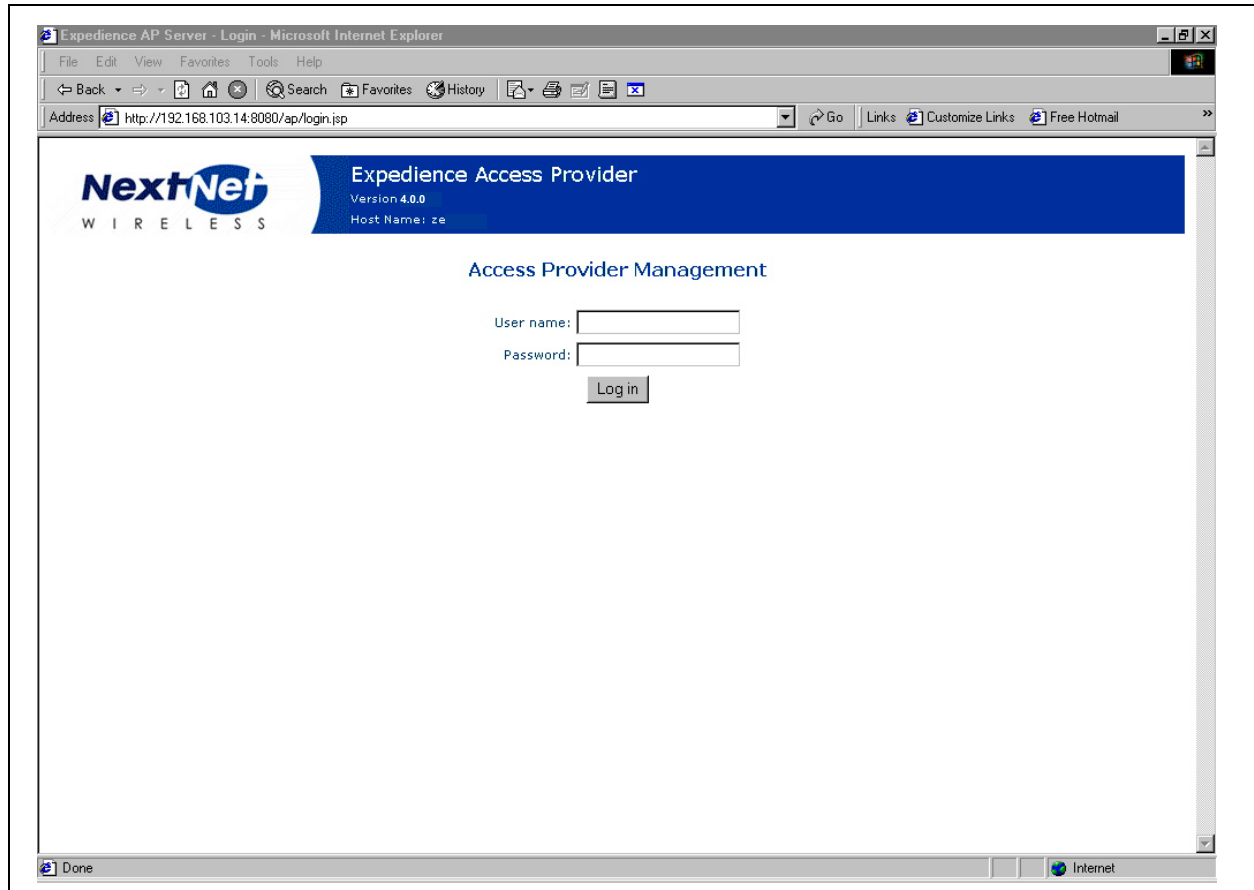 Expedience AP Server - Login - Microsoft Internet Explorer
File Edit View Favorites Tools Help
Back Search Favorites History
Address http://192.168.103.14:8080/ap/login.jsp Go Links Customize Links Free Hotmail »
NextNet
WIRELESS
Expedience Access Provider
Version 4.0.0
Host Name: ze
Access Provider Management
User name:
Password:
Log in
Done Internet